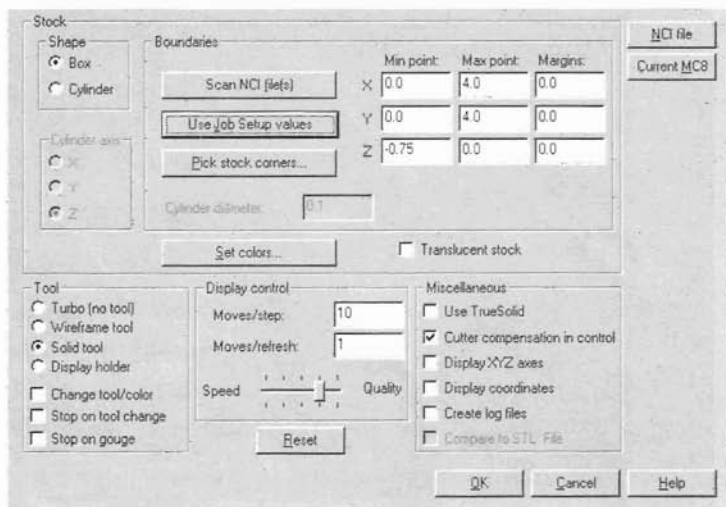 Stock
Shape
Box
Cylinder
Cylinder axis
X
Y
Z
Boundaries
Scan NCI file(s)
Use Job Setup values
Pick stock corners...
Cylinder diameter: 0.1
Min point: Max point: Margins:
X 0.0 4.0 0.0
Y 0.0 4.0 0.0
Z -0.75 0.0 0.0
Set colors...
Translucent stock
NCI file
Current MC8
Tool
Turbo (no tool)
Wireframe tool
Solid tool
Display holder
Change tool/color
Stop on tool change
Stop on gouge
Display control
Moves/step: 10
Moves/refresh: 1
Speed Quality
Reset
Miscellaneous
Use TrueSolid
Cutter compensation in control
Display XYZ axes
Display coordinates
Create log files
Compare to STL File
OK Cancel Help